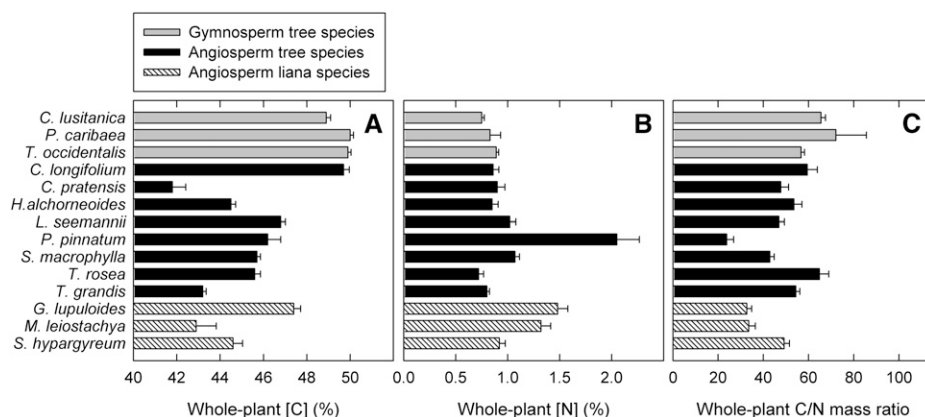 Gymnosperm tree species
Angiosperm tree species
Angiosperm liana species
A
B
C
C. lusitanica
P. caribaea
T. occidentalis
C. longifolium
C. pratensis
H.alchorneoides
L. seemannii
P. pinnatum
S. macrophylla
T. rosea
T. grandis
G. lupuloides
M. leiostachya
S. hypargyreum
40 42 44 46 48 50
0.0 0.5 1.0 1.5 2.0
0 20 40 60 80 100
Whole-plant [C] (%)
Whole-plant [N] (%)
Whole-plant C/N mass ratio